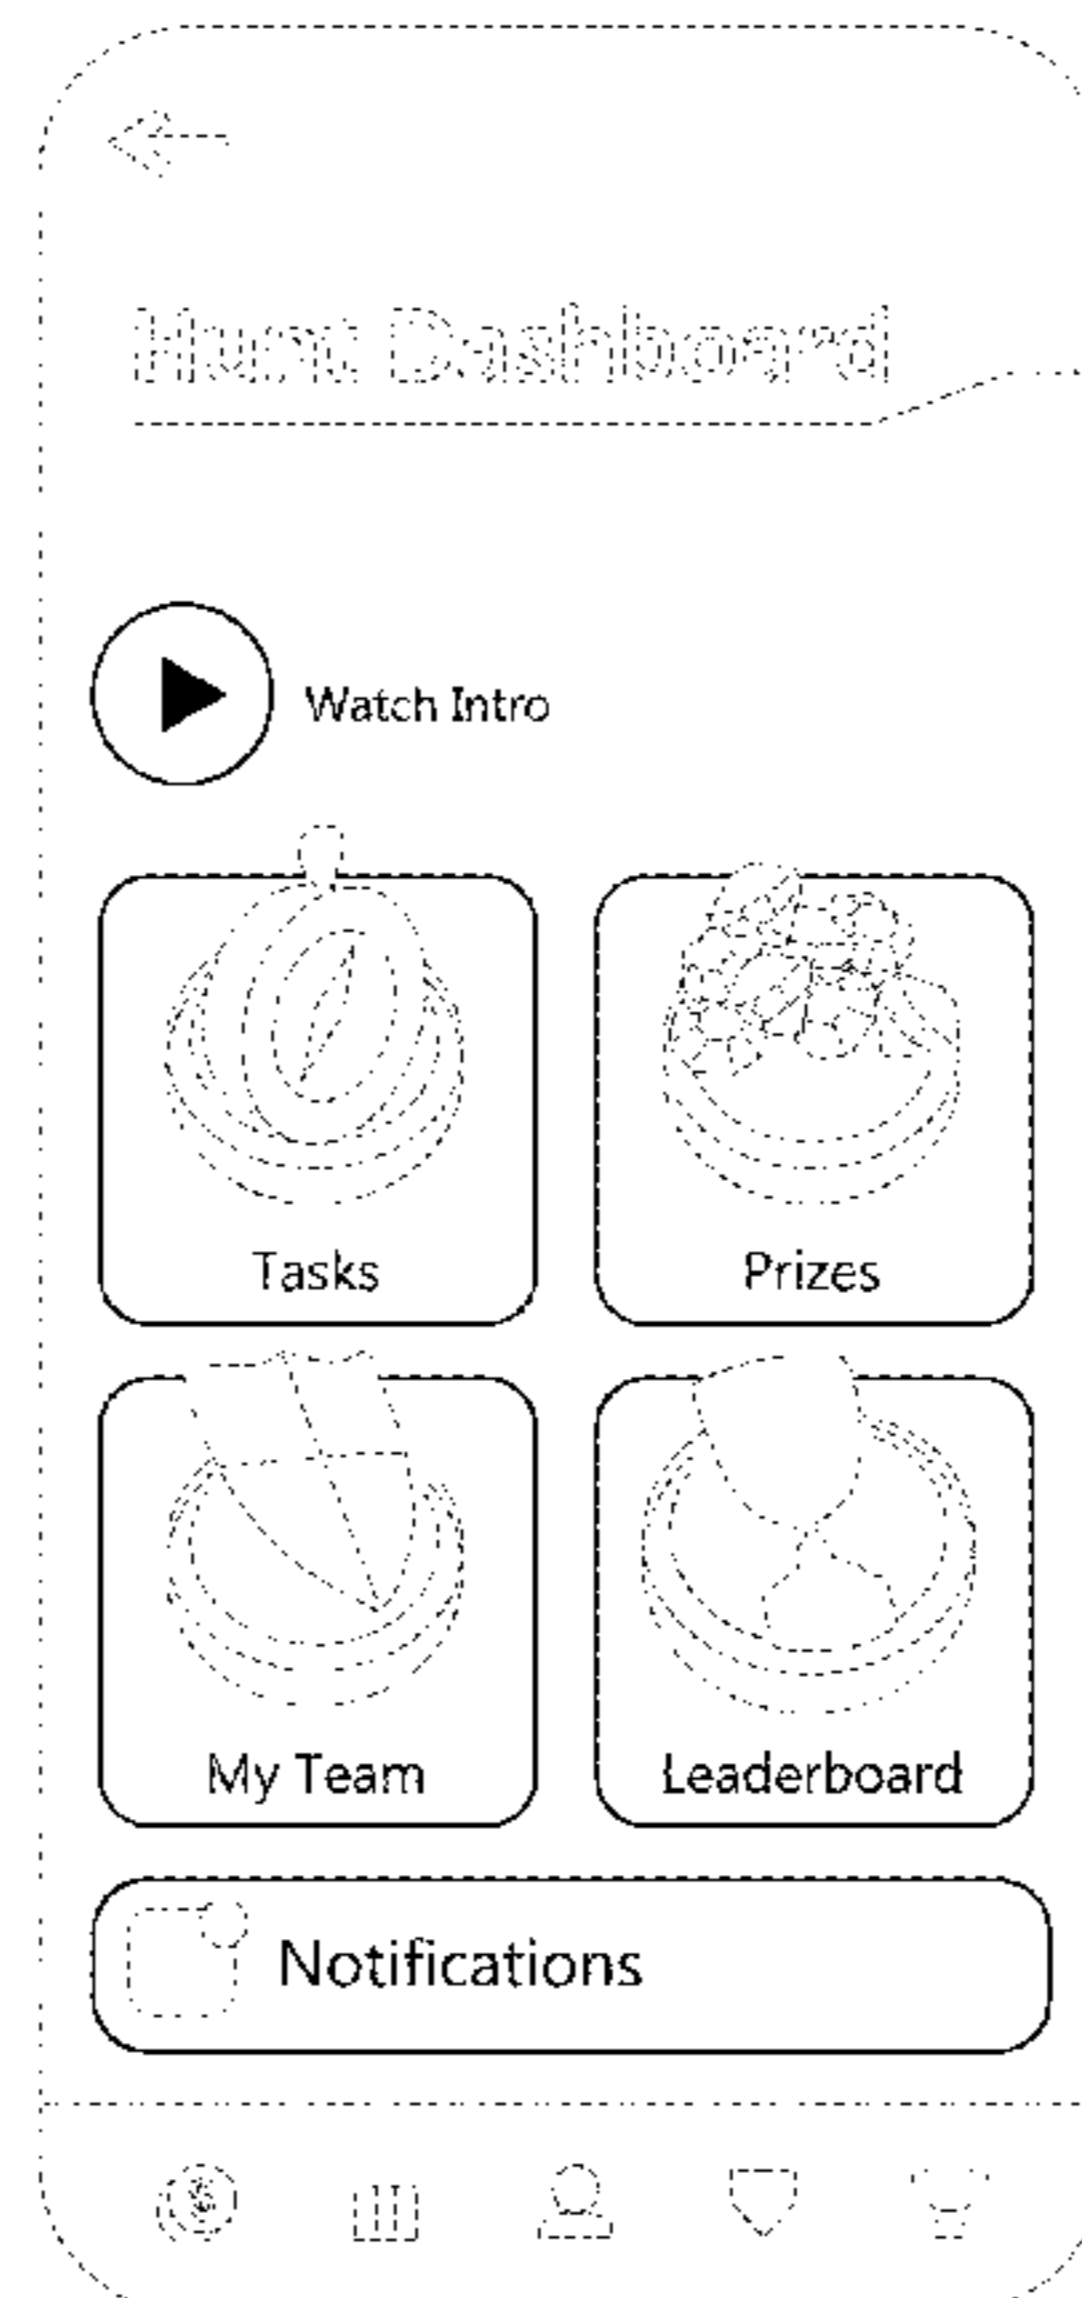 Hunt Dashboard
Watch Intro
Tasks
Prizes
My Team
Leaderboard
Notifications
$